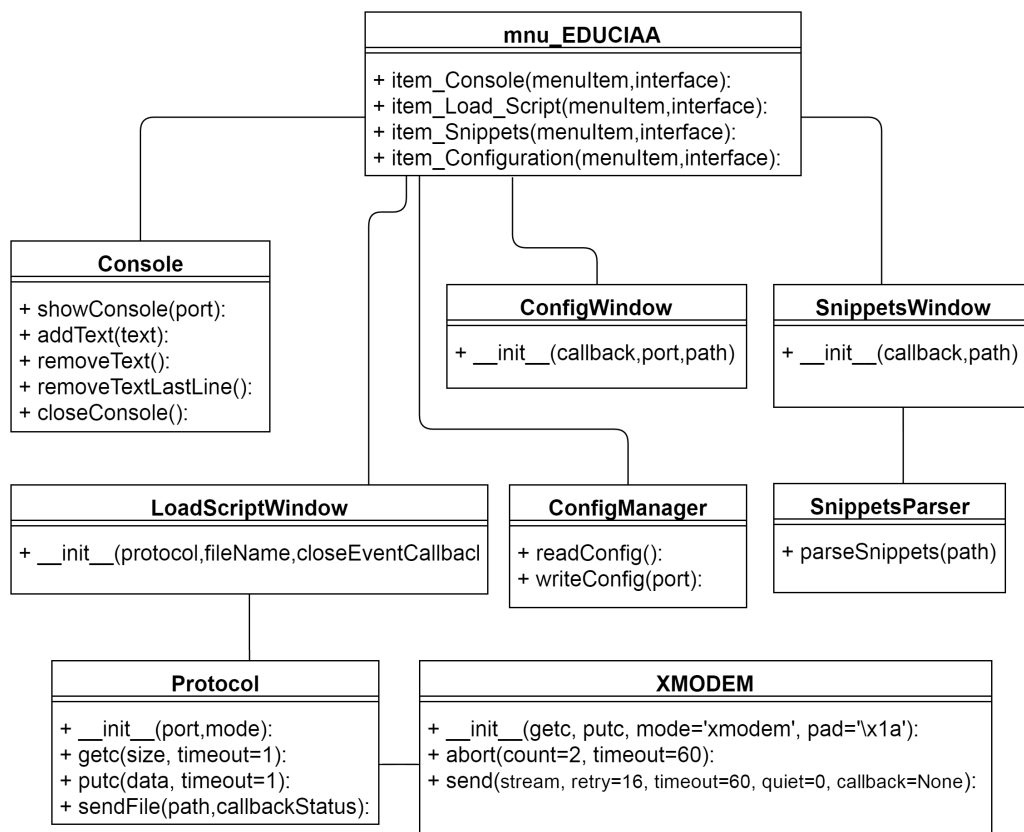 mnu_EDUCIAA
+ item_Console(menuItem,interface):
+ item_Load_Script(menuItem,interface):
+ item_Snippets(menuItem,interface):
+ item_Configuration(menuItem,interface):
Console
+ showConsole(port):
+ addText(text):
+ removeText():
+ removeTextLastLine():
+ closeConsole():
ConfigWindow
+ __init__(callback,port,path)
SnippetsWindow
+ __init__(callback,path)
LoadScriptWindow
+ __init__(protocol,fileName,closeEventCallbacl
ConfigManager
+ readConfig():
+ writeConfig(port):
SnippetsParser
+ parseSnippets(path)
Protocol
+ __init__(port,mode):
+ getc(size, timeout=1):
+ putc(data, timeout=1):
+ sendFile(path,callbackStatus):
XMODEM
+ __init__(getc, putc, mode='xmodem', pad='\x1a'):
+ abort(count=2, timeout=60):
+ send(stream, retry=16, timeout=60, quiet=0, callback=None):